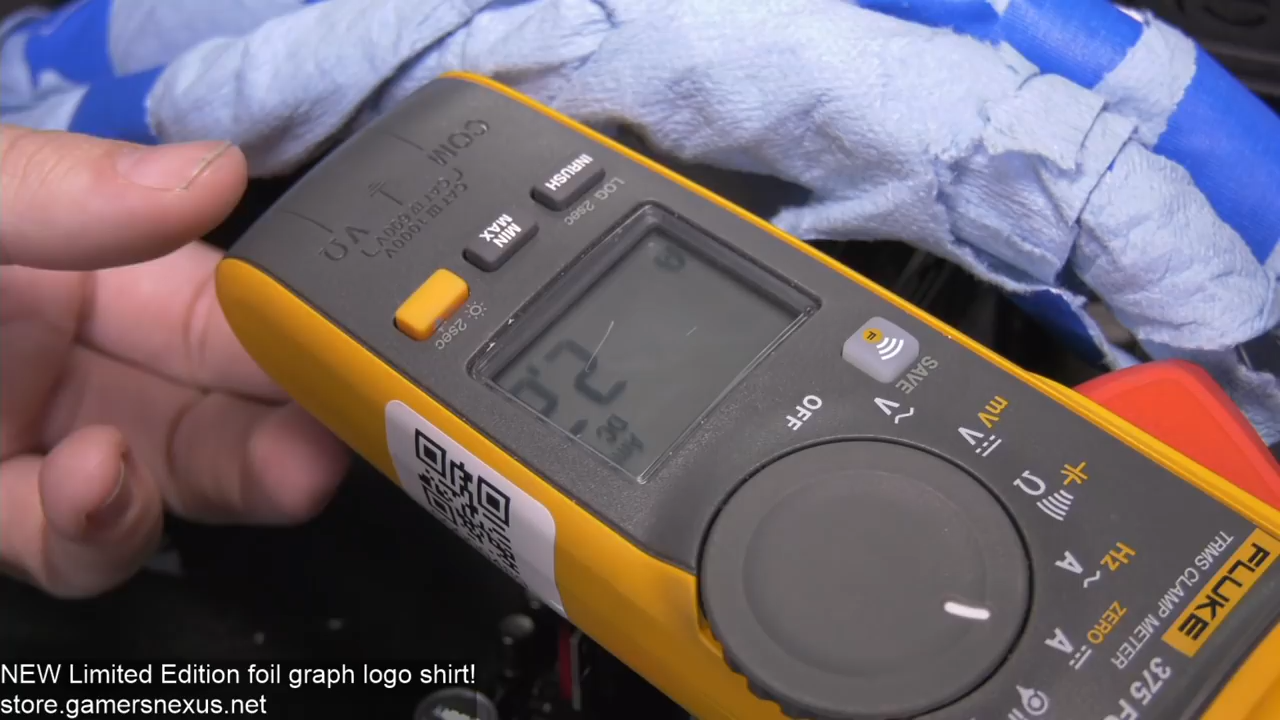 COM
CAT III 1000V
CAT IV 600V
V Ω
INRUSH
LOG 2sec
MIN
MAX
2sec
A
DC
SAVE
OFF
V
mV
V
Ω
Hz
A
ZERO
A
FLUKE
TRMS CLAMP METER
375 F
NEW Limited Edition foil graph logo shirt!
store.gamersnexus.net